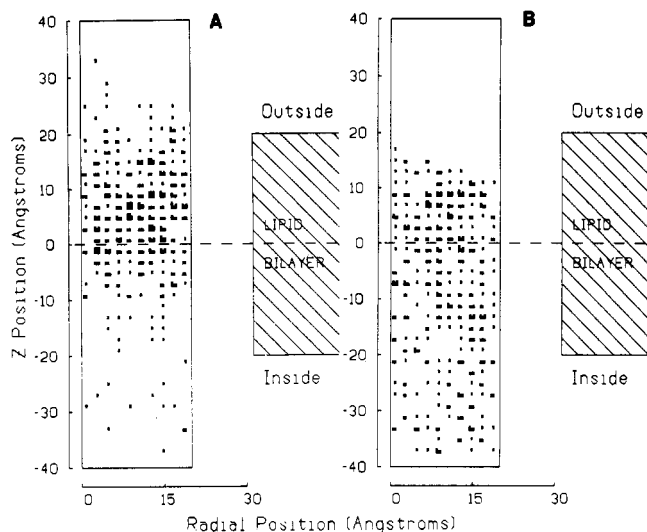 A
B
40
30
20
10
0
-10
-20
-30
-40
Z Position (Angstroms)
Outside
LIPID
BILAYER
Inside
40
30
20
10
0
-10
-20
-30
-40
Outside
LIPID
BILAYER
Inside
0 15 30
0 15 30
Radial Position (Angstroms)